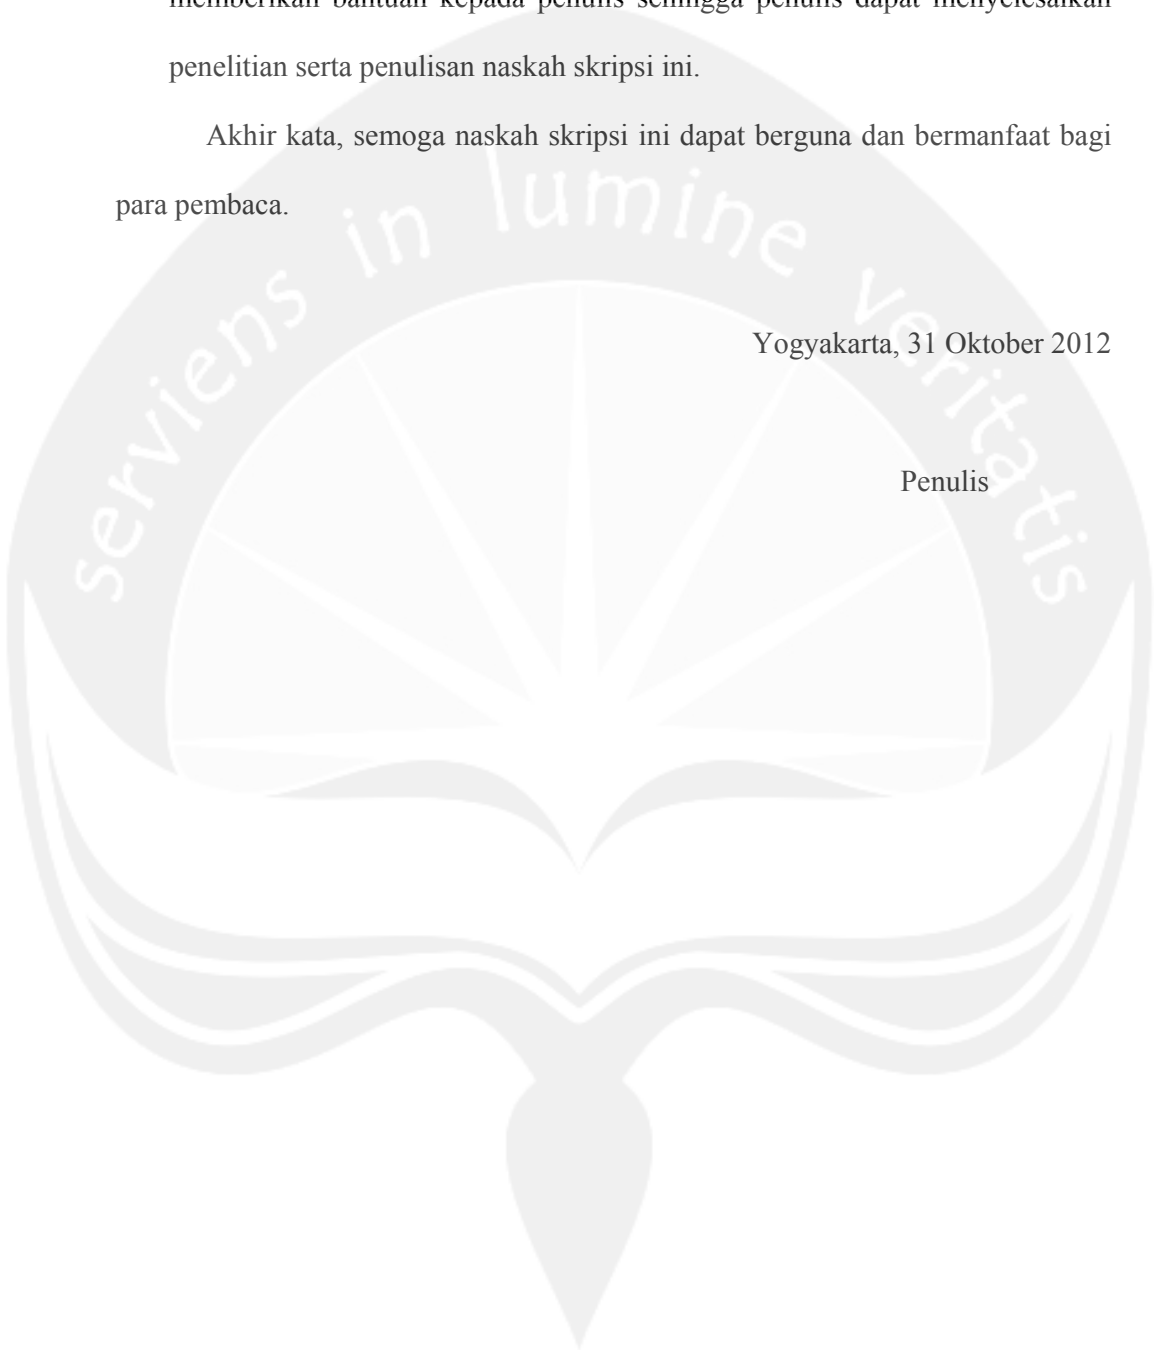 memberikan bantuan kepada penulis sehingga penulis dapat menyelesaikan
penelitian serta penulisan naskah skripsi ini.
Akhir kata, semoga naskah skripsi ini dapat berguna dan bermanfaat bagi
para pembaca.
serviens in lumine veritatis
Yogyakarta, 31 Oktober 2012
Penulis